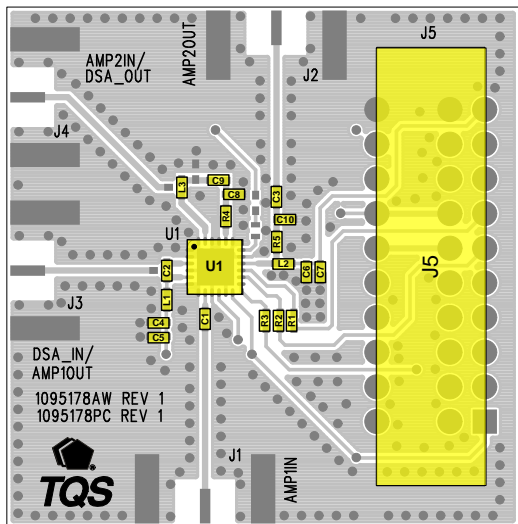 AMP2IN/
DSA_OUT
AMP2OUT
J2
J5
J4
L3
C9
C8
R4
C3
C10
R5
U1
U1
L2
C6
C7
J5
C2
L1
C1
R3
R2
R1
C4
C5
J3
DSA_IN/
AMP1OUT
1095178AW REV 1
1095178PC REV 1
J1
AMP1IN
TQS